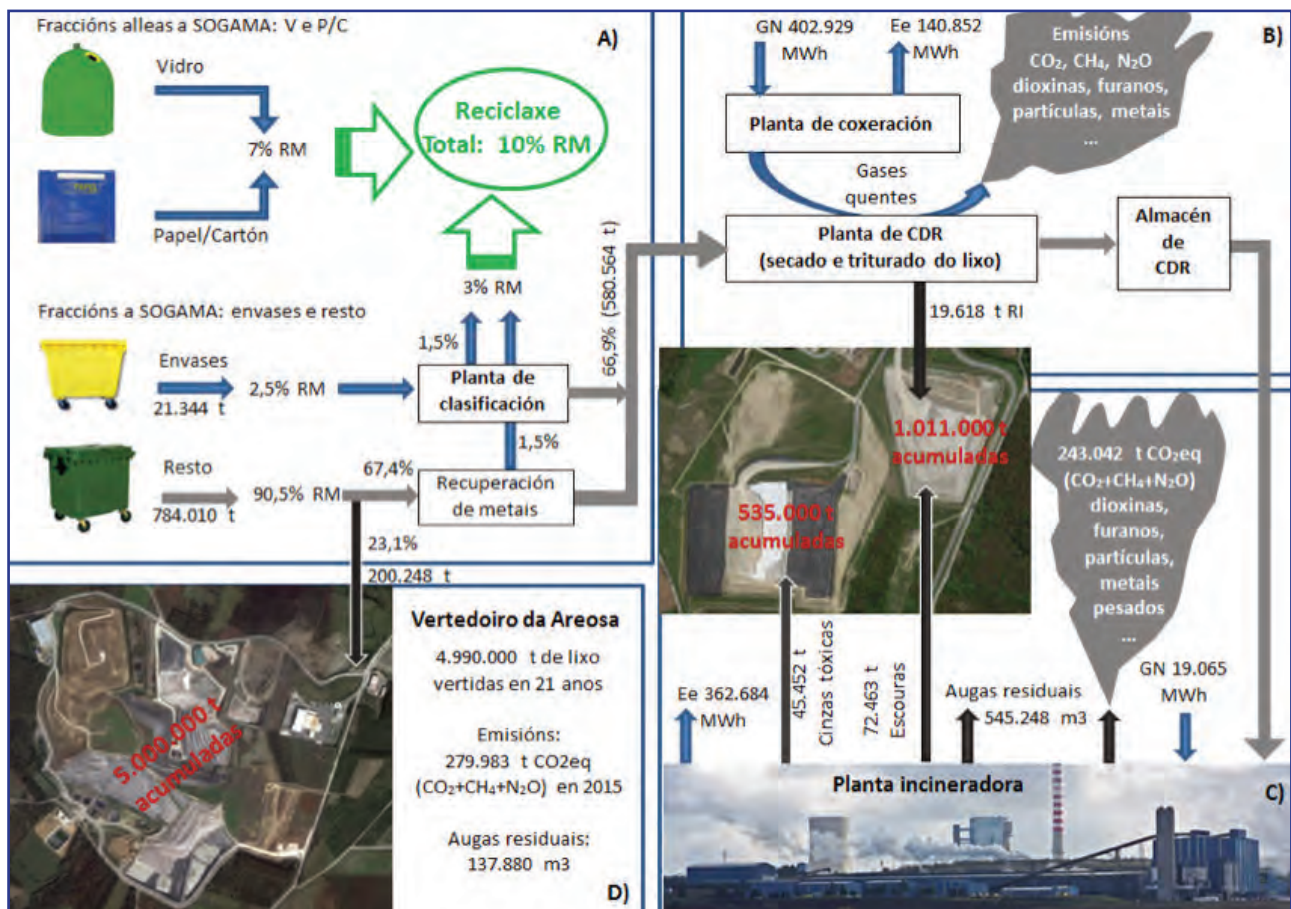 Fraccións alleas a SOGAMA: V e P/C
A)
Vidro
7% RM
Papel/Cartón
Reciclaxe
Total: 10% RM
3% RM
Fraccións a SOGAMA: envases e resto
Envases
21.344 t
2,5% RM
1,5%
Planta de
clasificación
1,5%
Resto
784.010 t
90,5% RM
67,4%
Recuperación
de metais
66,9% (580.564 t)
23,1%
200.248 t
B)
GN 402.929
MWh
Ee 140.852
MWh
Planta de coxeración
Gases
quentes
Emisións
CO₂, CH₄, N₂O
dioxinas, furanos,
partículas, metais
...
Planta de CDR
(secado e triturado do lixo)
Almacén
de
CDR
19.618 t RI
1.011.000 t
acumuladas
535.000 t
acumuladas
243.042 t CO₂eq
(CO₂+CH₄+N₂O)
dioxinas,
furanos,
partículas,
metais
pesados
...
Ee 362.684
MWh
45.452 t
Cinzas tóxicas
72.463 t
Escouras
Augas residuais
545.248 m3
GN 19.065
MWh
Planta incineradora
C)
5.000.000 t
acumuladas
Vertedoiro da Areosa
4.990.000 t de lixo
vertidas en 21 anos
Emisións:
279.983 t CO2eq
(CO₂+CH₄+N₂O) en 2015
Augas residuais:
137.880 m3
D)